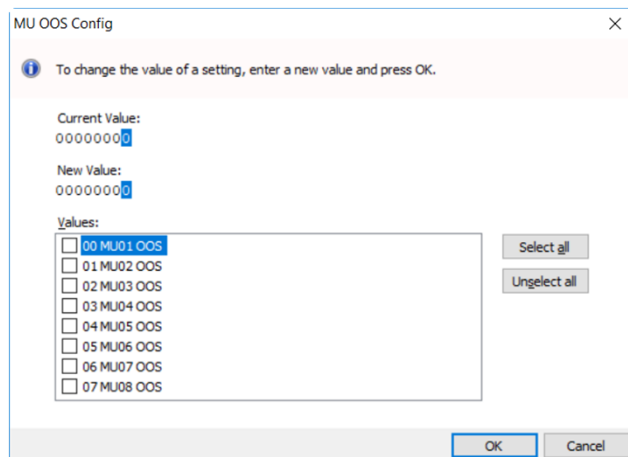 MU OOS Config
To change the value of a setting, enter a new value and press OK.
Current Value:
00000000
New Value:
00000000
Values:
00 MU01 OOS
01 MU02 OOS
02 MU03 OOS
03 MU04 OOS
04 MU05 OOS
05 MU06 OOS
06 MU07 OOS
07 MU08 OOS
Select all
Unselect all
OK Cancel